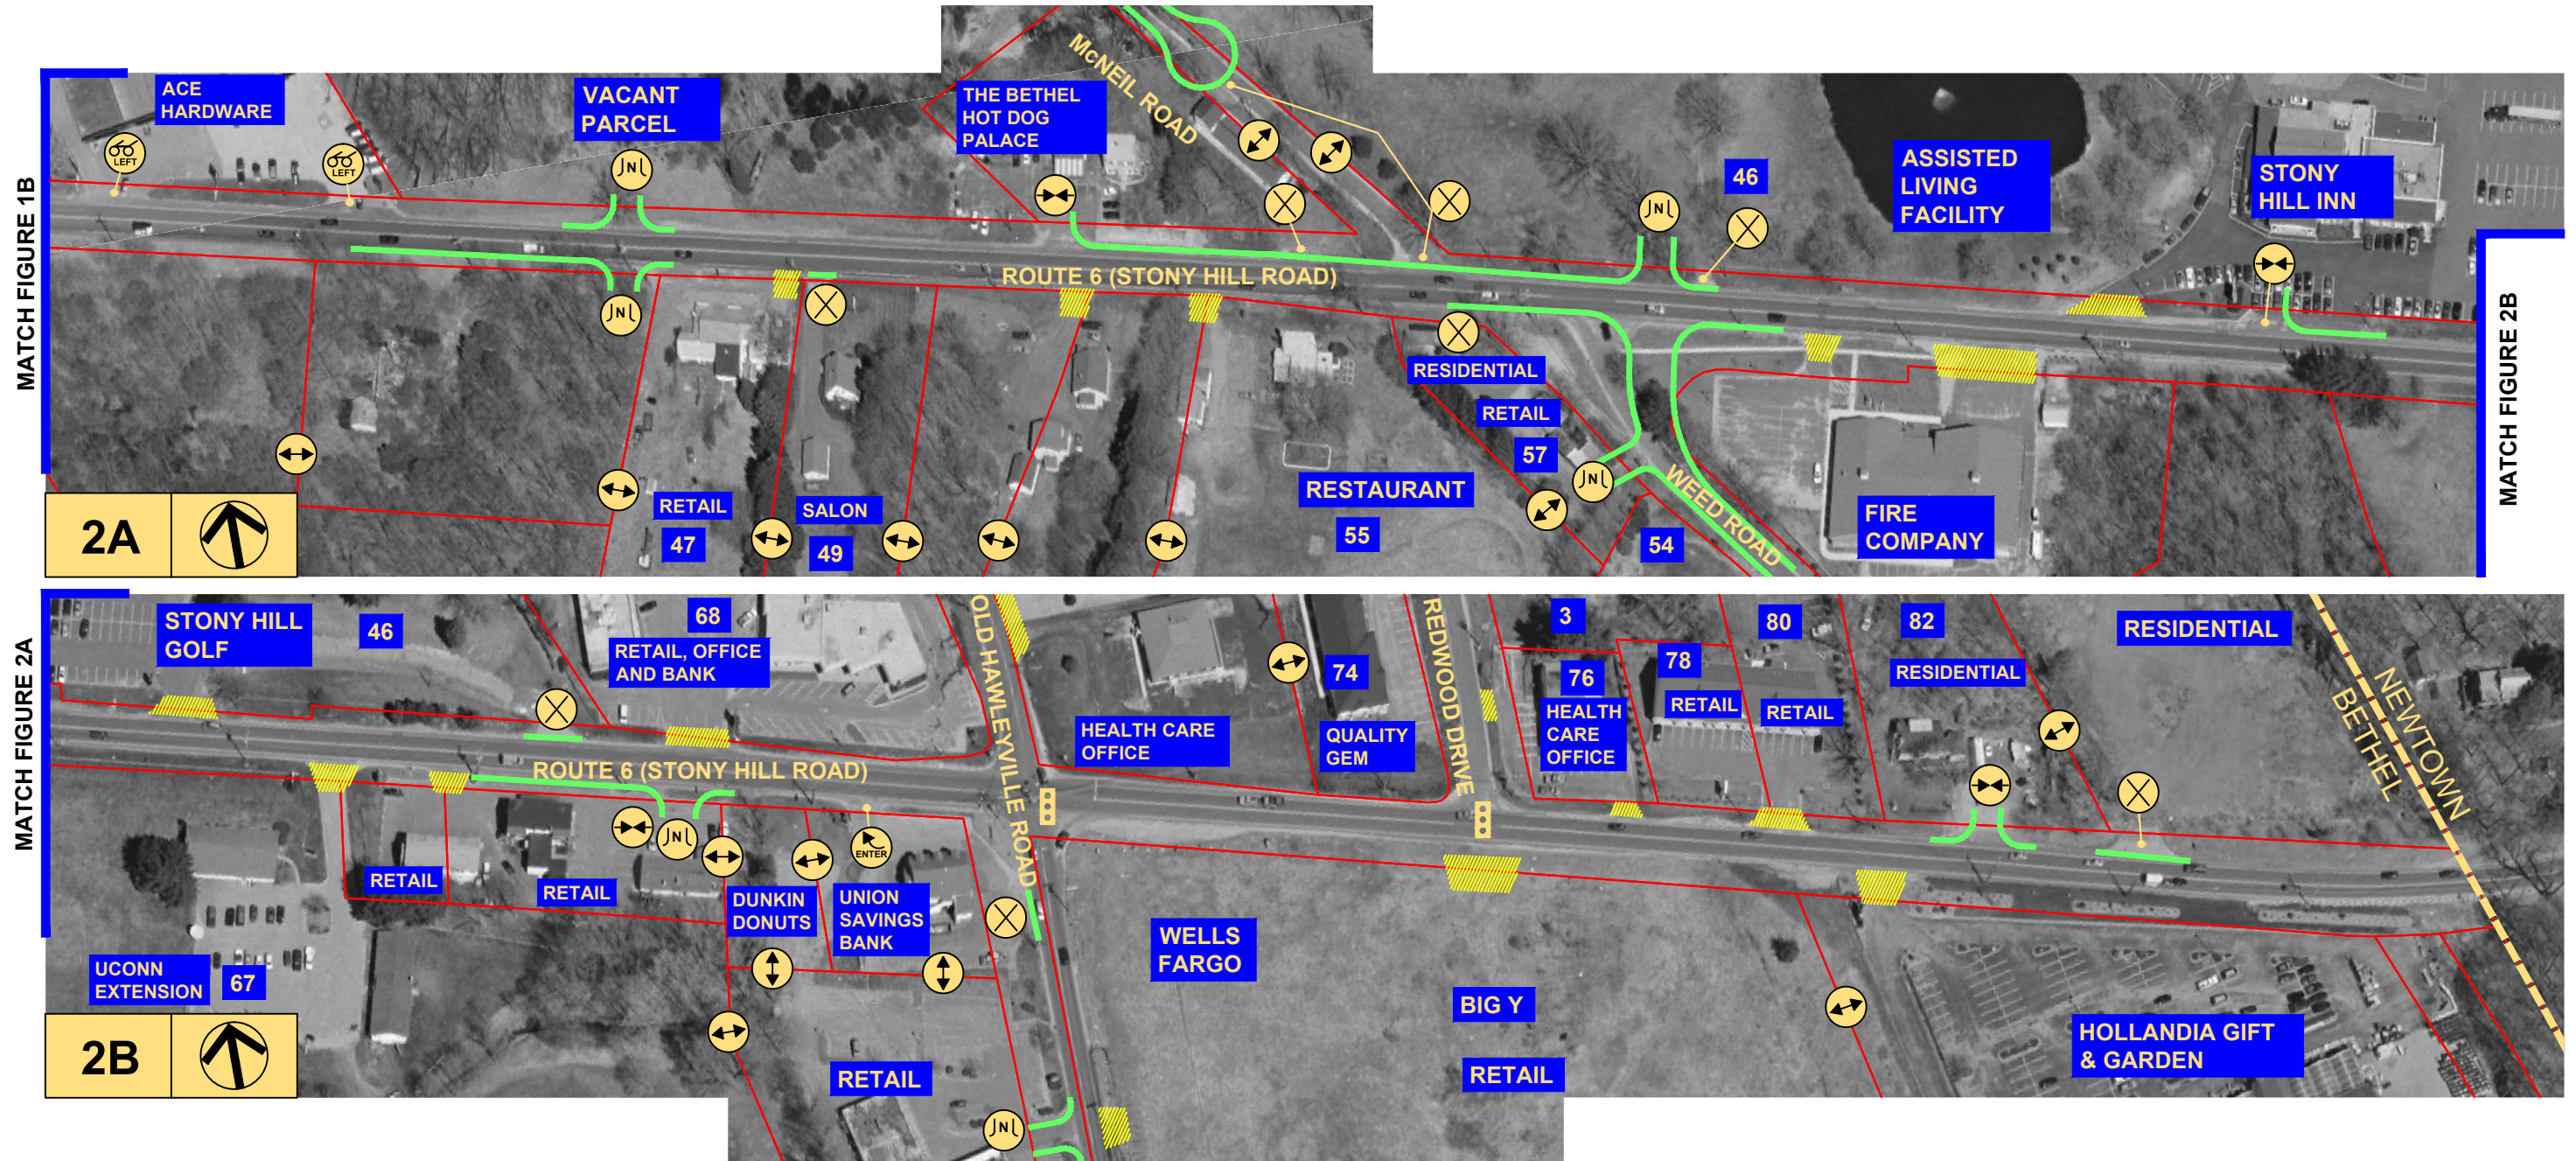 MATCH FIGURE 1B
ACE
HARDWARE
LEFT
LEFT
VACANT
PARCEL
N
N
THE BETHEL
HOT DOG
PALACE
McNEIL ROAD
ROUTE 6 (STONY HILL ROAD)
N
46
ASSISTED
LIVING
FACILITY
STONY
HILL INN
MATCH FIGURE 2B
RETAIL
47
SALON
49
RESTAURANT
55
RESIDENTIAL
RETAIL
57
N
54
WEED ROAD
FIRE
COMPANY
2A
MATCH FIGURE 2A
STONY HILL
GOLF
46
68
RETAIL, OFFICE
AND BANK
OLD HAWLEYVILLE ROAD
ROUTE 6 (STONY HILL ROAD)
HEALTH CARE
OFFICE
74
QUALITY
GEM
REDWOOD DRIVE
3
76
HEALTH
CARE
OFFICE
78
RETAIL
80
RETAIL
82
RESIDENTIAL
RESIDENTIAL
NEWTOWN
BETHEL
RETAIL
RETAIL
N
ENTER
DUNKIN
DONUTS
UNION
SAVINGS
BANK
UCONN
EXTENSION
67
WELLS
FARGO
BIG Y
RETAIL
RETAIL
N
HOLLANDIA GIFT
& GARDEN
2B